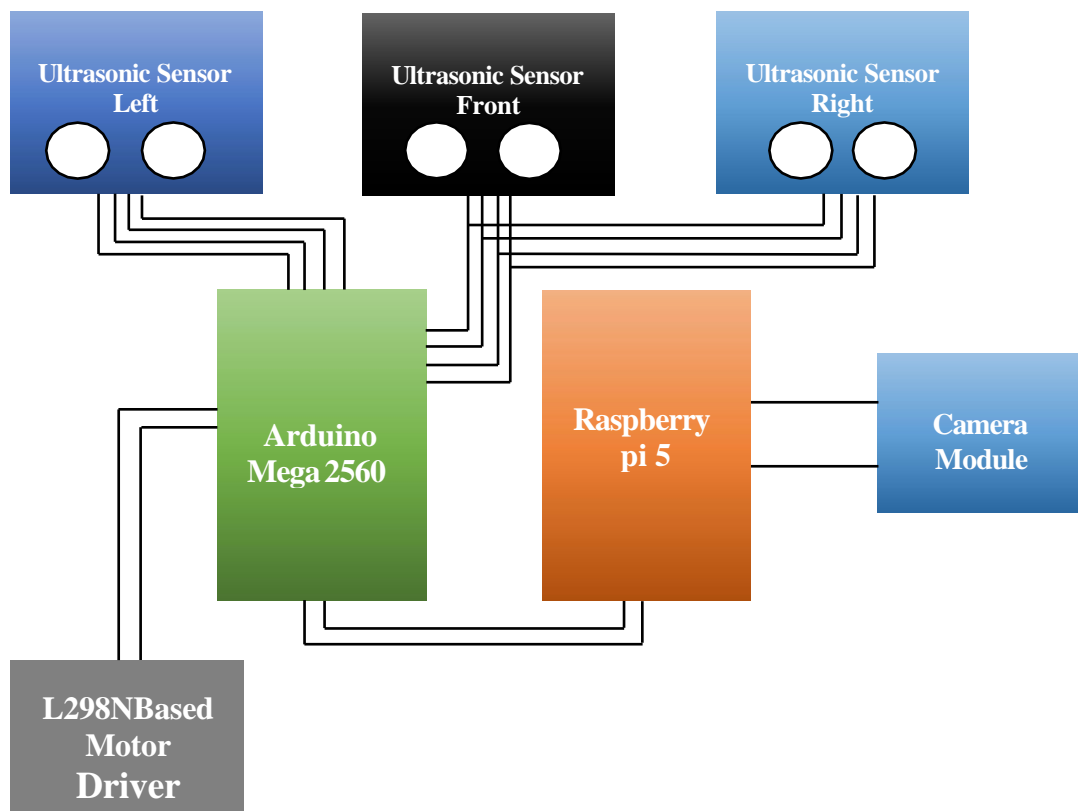 Ultrasonic Sensor
Left
Ultrasonic Sensor
Front
Ultrasonic Sensor
Right
Arduino
Mega 2560
Raspberry
pi 5
Camera
Module
L298NBased
Motor
Driver